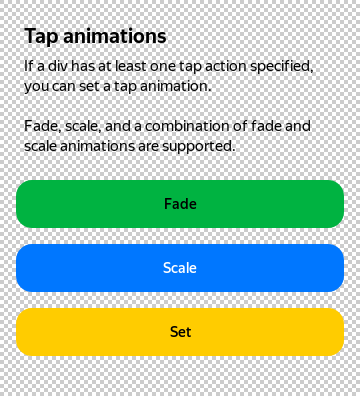 Tap animations
If a div has at least one tap action specified,
you can set a tap animation.
Fade, scale, and a combination of fade and
scale animations are supported.
Fade
Scale
Set